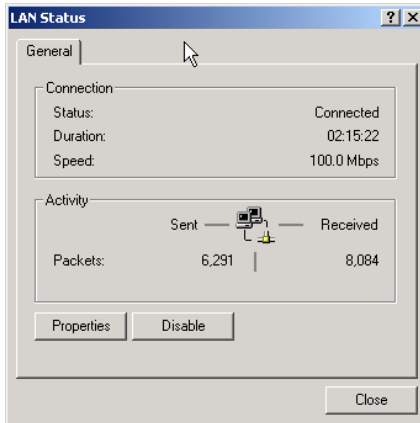 LAN Status
General
Connection
Status: Connected
Duration: 02:15:22
Speed: 100.0 Mbps
Activity
Sent Received
Packets: 6,291 8,084
Properties Disable
Close